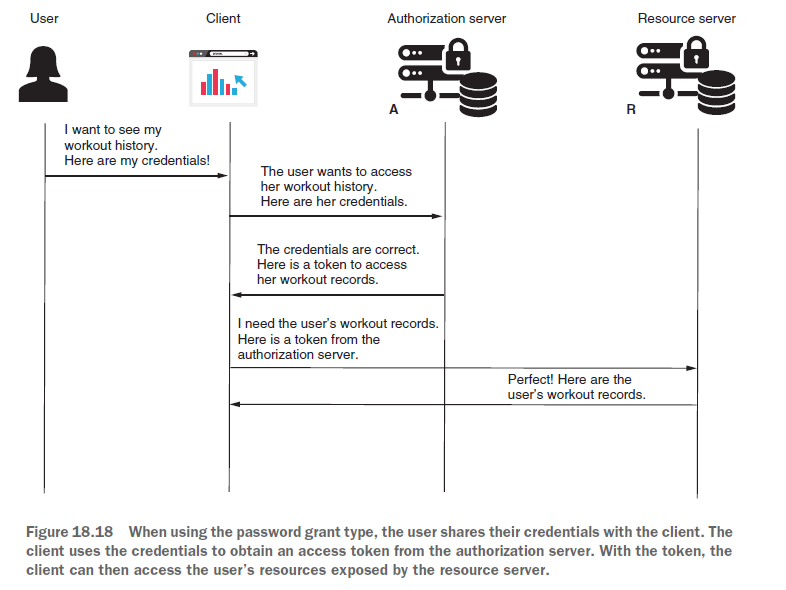 User
Client
Authorization server
Resource server
A
R
I want to see my
workout history.
Here are my credentials!
The user wants to access
her workout history.
Here are her credentials.
The credentials are correct.
Here is a token to access
her workout records.
I need the user's workout records.
Here is a token from the
authorization server.
Perfect! Here are the
user's workout records.
Figure 18.18 When using the password grant type, the user shares their credentials with the client. The
client uses the credentials to obtain an access token from the authorization server. With the token, the
client can then access the user's resources exposed by the resource server.